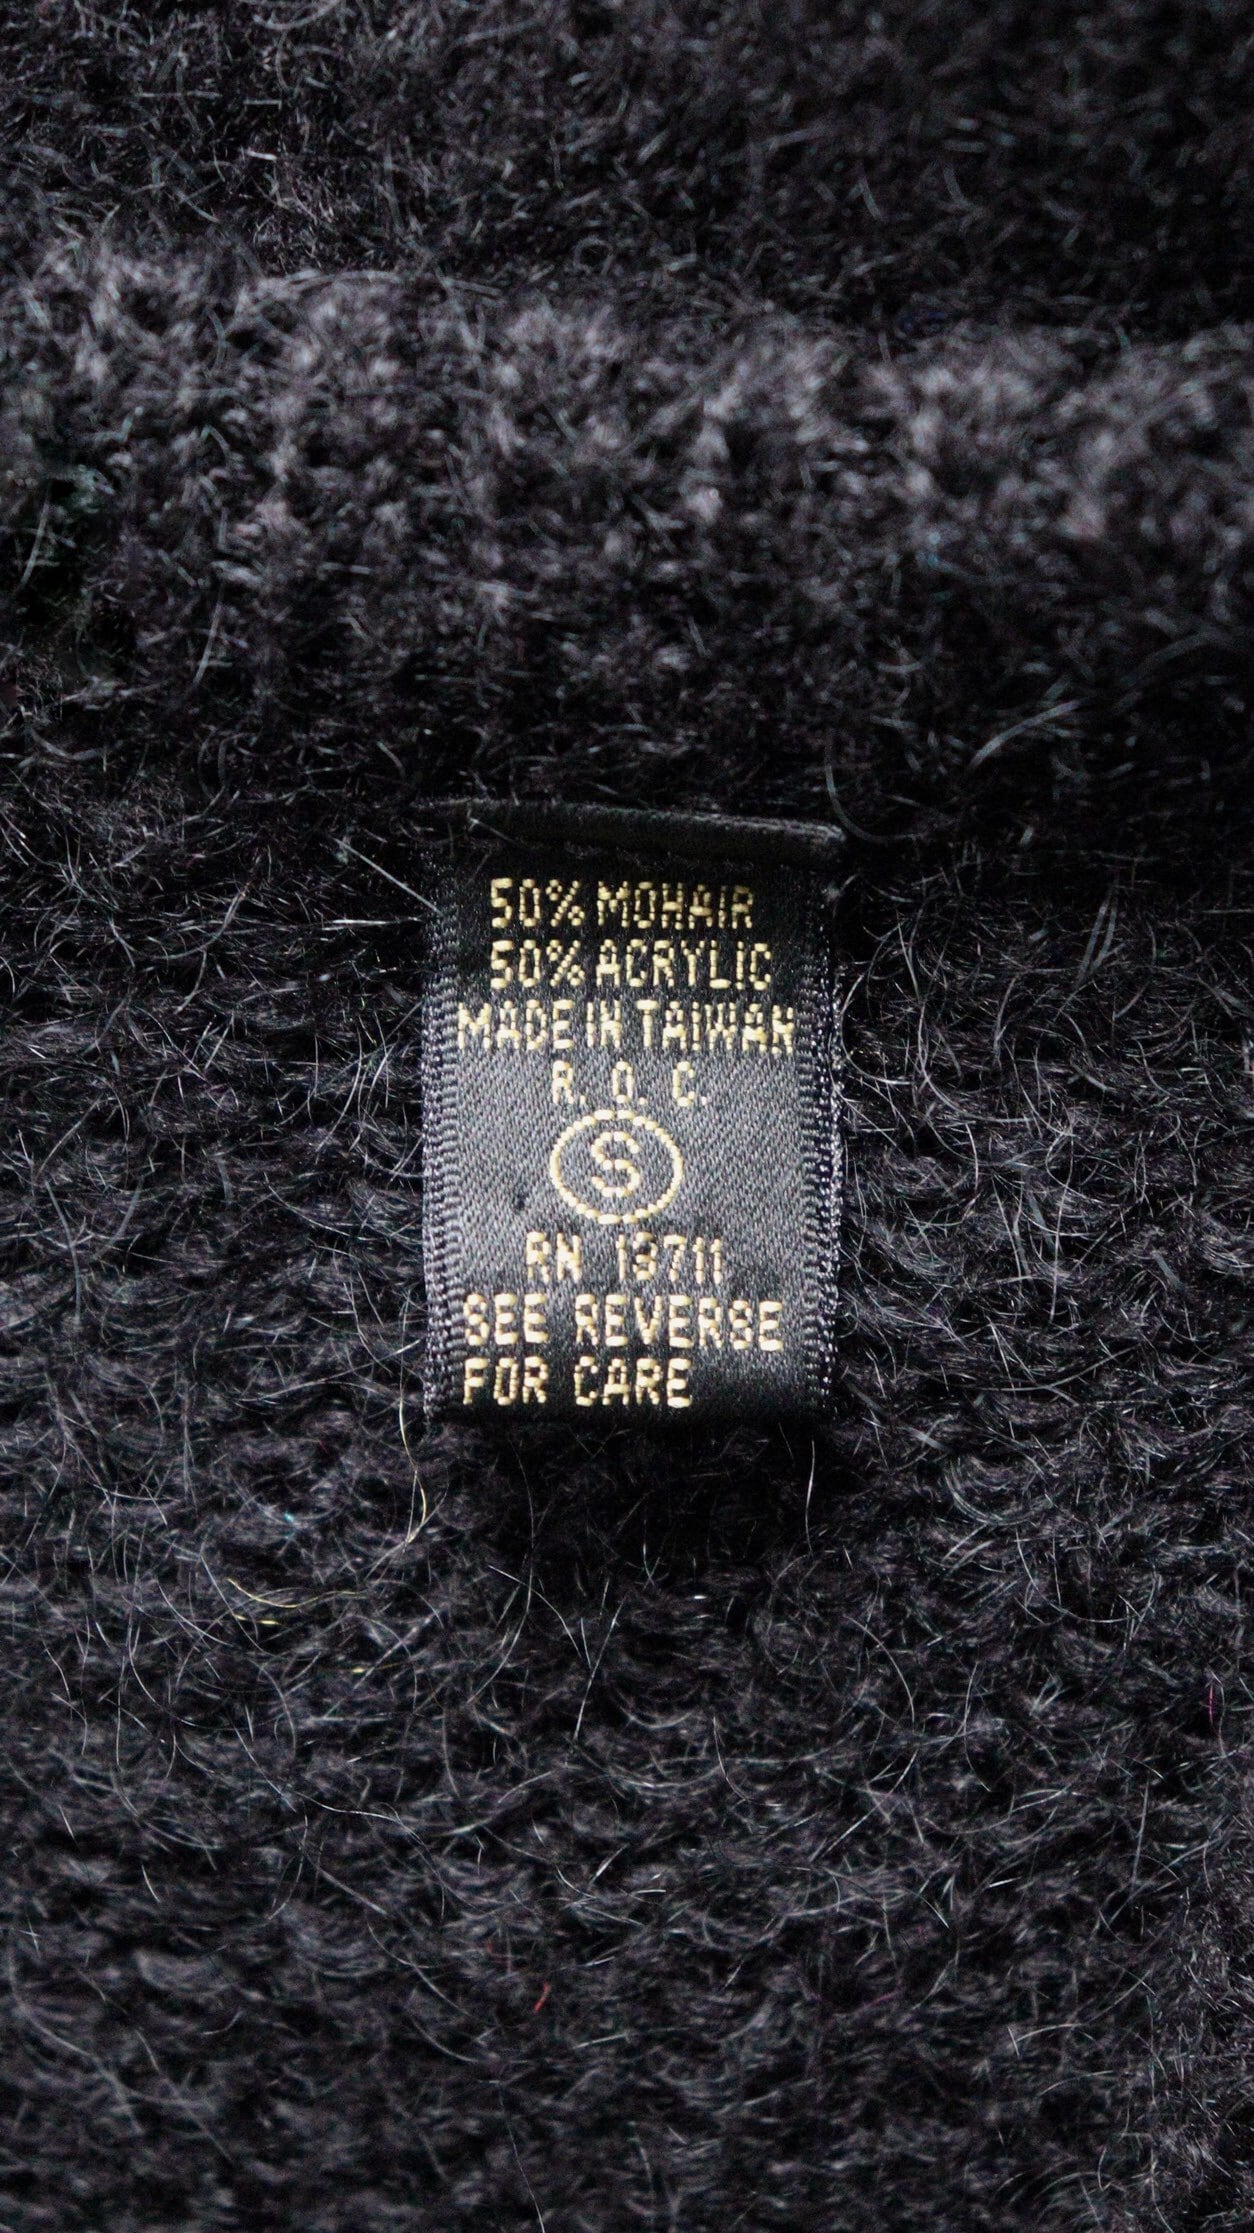 50% MOHAIR
50% ACRYLIC
MADE IN TAIWAN
R. O. C.
S
RN 13711
SEE REVERSE
FOR CARE